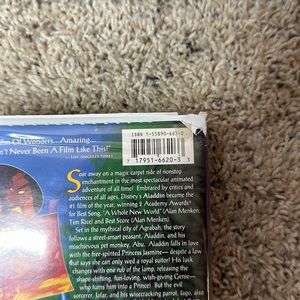 ISBN 1-55890-663-0
Of Wonders...Amazing...
n't Never Been A Film Like This!"
LOS ANGELES TIMES
7 17951-6620-3 3
Soar away on a magic carpet ride of nonstop
enchantment in the most spectacular animated
adventure of all time! Embraced by critics and
audiences of all ages, Disney's Aladdin became the
#1 film of the year, winning 2 Academy Awards®
for Best Song, "A Whole New World" (Alan Menken,
Tim Rice) and Best Score (Alan Menken).
Set in the mythical city of Agrabah, the story
follows a street-smart peasant, Aladdin, and his
mischievous pet monkey, Abu. Aladdin falls in love
with the free-spirited Princess Jasmine— despite a
law that says she can only wed a royal suitor! His luck
changes with one rub of the lamp, releasing the
shape-shifting, fun-loving, wish-giving Genie—
who turns him into a Prince! But the evil
sorcerer, Jafar, and his wisecracking parrot, Iago, also